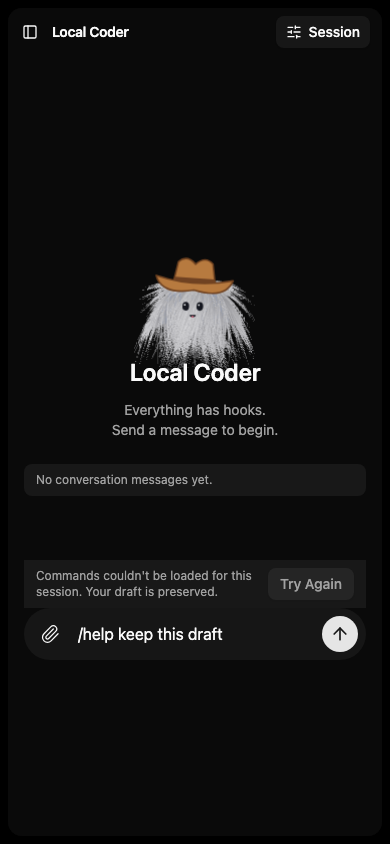 Local Coder
Session
Local Coder
Everything has hooks.
Send a message to begin.
No conversation messages yet.
Commands couldn't be loaded for this
session. Your draft is preserved.
Try Again
/help keep this draft